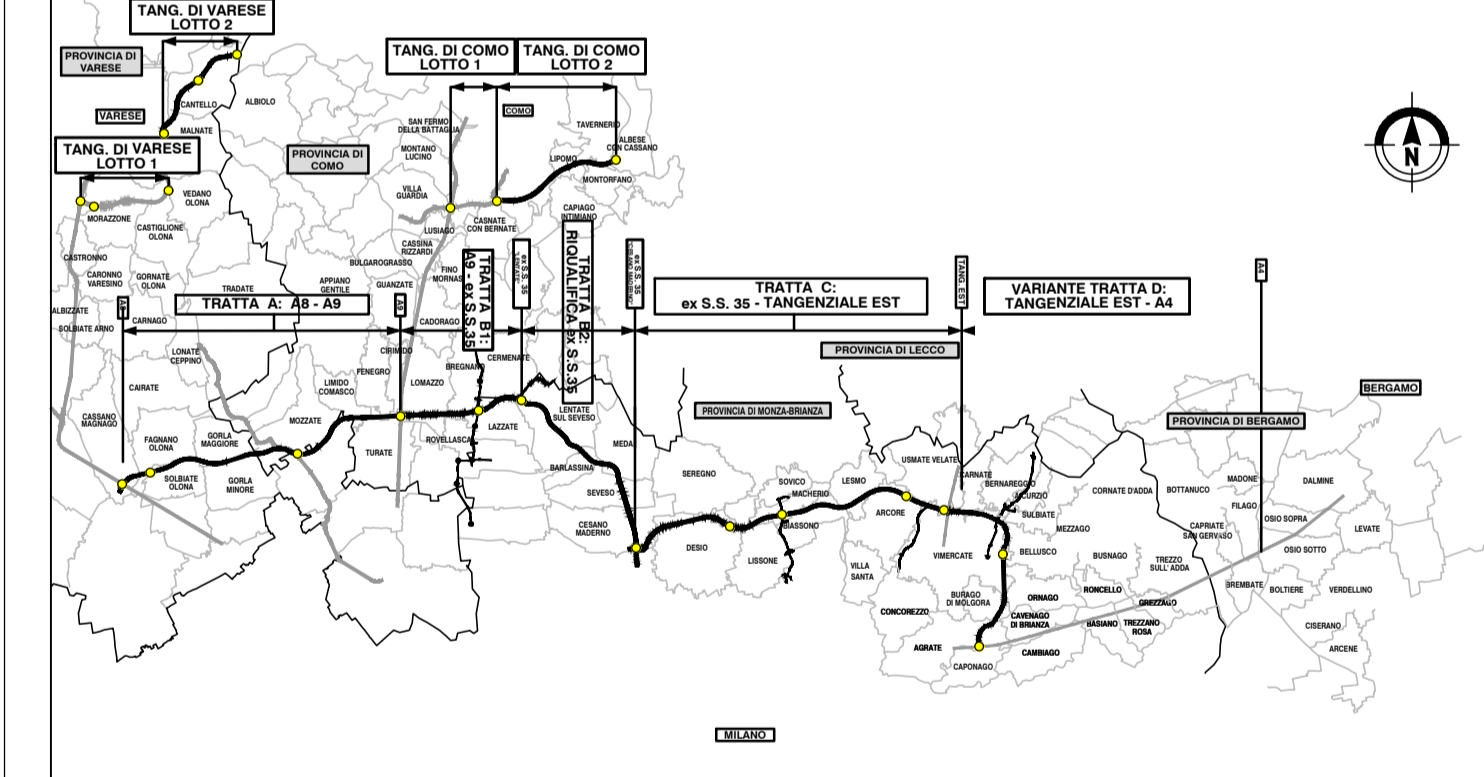 TANG. DI VARESE
LOTTO 2
PROVINCIA DI
VARESE
TANG. DI COMO
LOTTO 1
TANG. DI COMO
LOTTO 2
CANTELLO
ALBIOLO
VARESE
MALNATE
COMO
SAN FERMO
DELLA BATTAGLIA
TAVERNERIO
ALBESE
CON CASSANO
TANG. DI VARESE
LOTTO 1
PROVINCIA DI
COMO
MONTANO
LUCINO
LIPOMO
MONTORFANO
N
VEDANO
OLONA
VILLA
GUARDIA
MORAZZONE
CASTIGLIONE
OLONA
LUSIAGO
CASNATE
CON BERNATE
CAPIAGO
INTIMIANO
CASTRONNO
CASSINA
RIZZARDI
BULGAROGRASSO
FINO
MORNAS
CARONNO
VARESINO
GORNATE
OLONA
TRADATE
APPIANO
GENTILE
GUANZATE
TRATTA B1:
A9 - ex S.S.35
ex S.S. 35
TRATTA B2:
RIQUALIFICA ex S.S.35
ex S.S. 35
TANG. EST
A4
A8
TRATTA A: A8 - A9
A9
TRATTA C:
ex S.S. 35 - TANGENZIALE EST
VARIANTE TRATTA D:
TANGENZIALE EST - A4
ALBIZZATE
SOLBIATE ARNO
CARNAGO
CADORAGO
LONATE
CEPPINO
CIRIMIDO
FENEGRO
CERMENATE
BREGNANO
PROVINCIA DI LECCO
CAIRATE
LIMIDO
COMASCO
LOMAZZO
BERGAMO
CASSANO
MAGNAGO
MOZZATE
LENTATE
SUL SEVESO
PROVINCIA DI MONZA-BRIANZA
PROVINCIA DI BERGAMO
FAGNANO
OLONA
GORLA
MAGGIORE
ROVELLASCA
LAZZATE
MEDA
TURATE
SOLBIATE
OLONA
GORLA
MINORE
BARLASSINA
SEREGNO
SOVICO
MACHERIO
LESMO
USMATE VELATE
CARNATE
BERNAREGGIO
AICURZIO
CORNATE D'ADDA
BOTTANUCO
MADONE
DALMINE
SEVESO
CESANO
MADERNO
BIASSONO
ARCORE
SULBIATE
MEZZAGO
FILAGO
OSIO SOPRA
CAPRIATE
SAN GERVASO
LEVATE
DESIO
LISSONE
VILLA
SANTA
VIMERCATE
BELLUSCO
BUSNAGO
TREZZO
SULL' ADDA
OSIO SOTTO
BURAGO
DI MOLGORA
ORNAGO
RONCELLO
GREZZAGO
BREMBATE
BOLTIERE
VERDELLINO
CONCOREZZO
CAVENAGO
DI BRIANZA
BASIANO
TREZZANO
ROSA
CISERANO
AGRATE
CAMBIAGO
ARCENE
CAPONAGO
MILANO